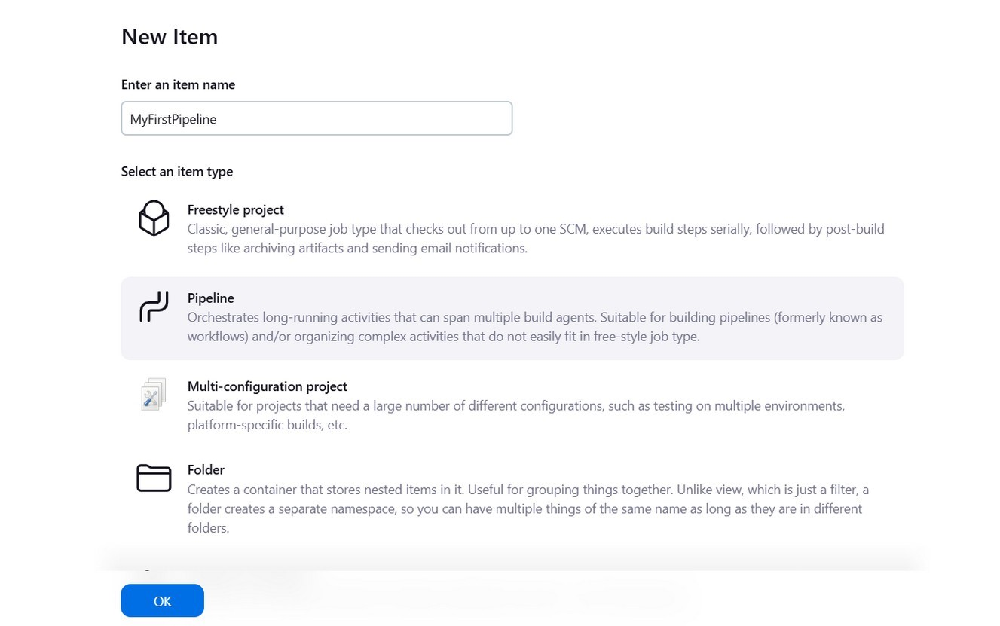 New Item
Enter an item name
MyFirstPipeline
Select an item type
Freestyle project
Classic, general-purpose job type that checks out from up to one SCM, executes build steps serially, followed by post-build
steps like archiving artifacts and sending email notifications.
Pipeline
Orchestrates long-running activities that can span multiple build agents. Suitable for building pipelines (formerly known as
workflows) and/or organizing complex activities that do not easily fit in free-style job type.
Multi-configuration project
Suitable for projects that need a large number of different configurations, such as testing on multiple environments,
platform-specific builds, etc.
Folder
Creates a container that stores nested items in it. Useful for grouping things together. Unlike view, which is just a filter, a
folder creates a separate namespace, so you can have multiple things of the same name as long as they are in different
folders.
OK